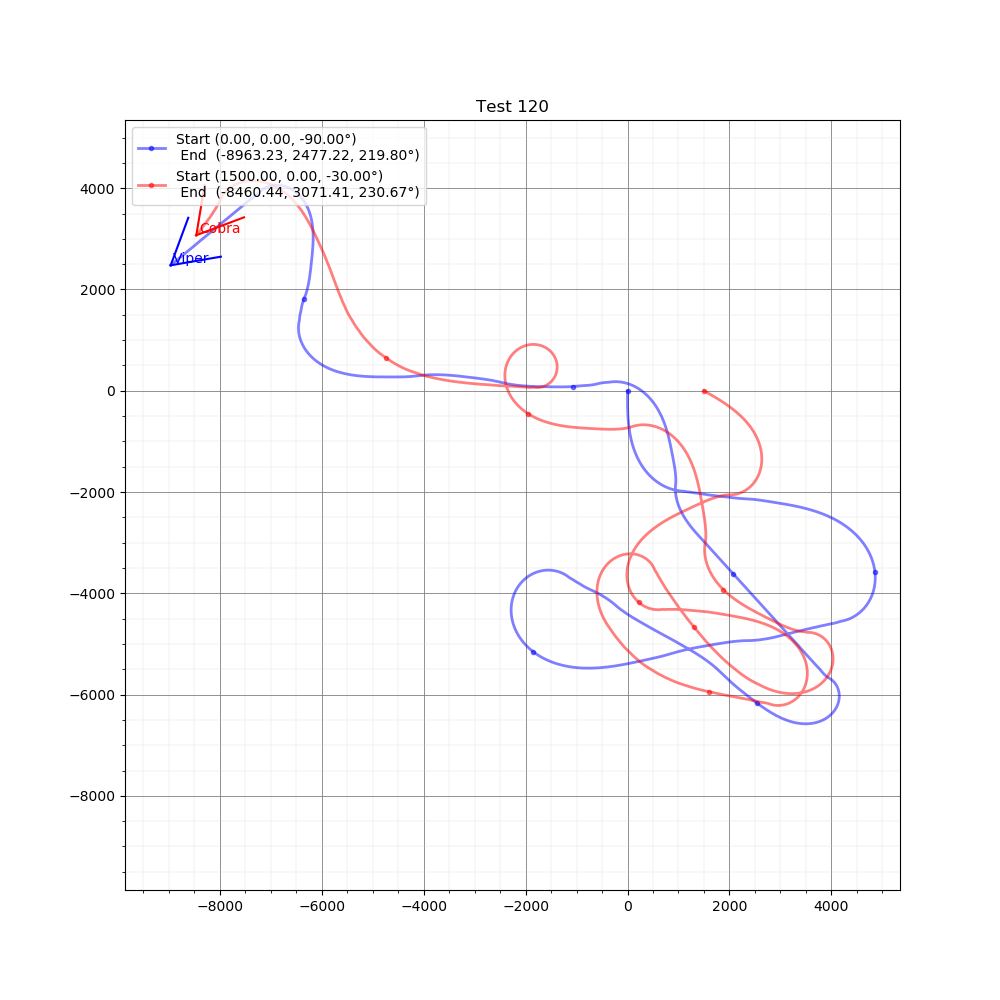 Test 120
Start (0.00, 0.00, -90.00°)
End (-8963.23, 2477.22, 219.80°)
Start (1500.00, 0.00, -30.00°)
End (-8460.44, 3071.41, 230.67°)
Cobra
Viper
4000
2000
0
−2000
−4000
−6000
−8000
−8000 −6000 −4000 −2000 0 2000 4000